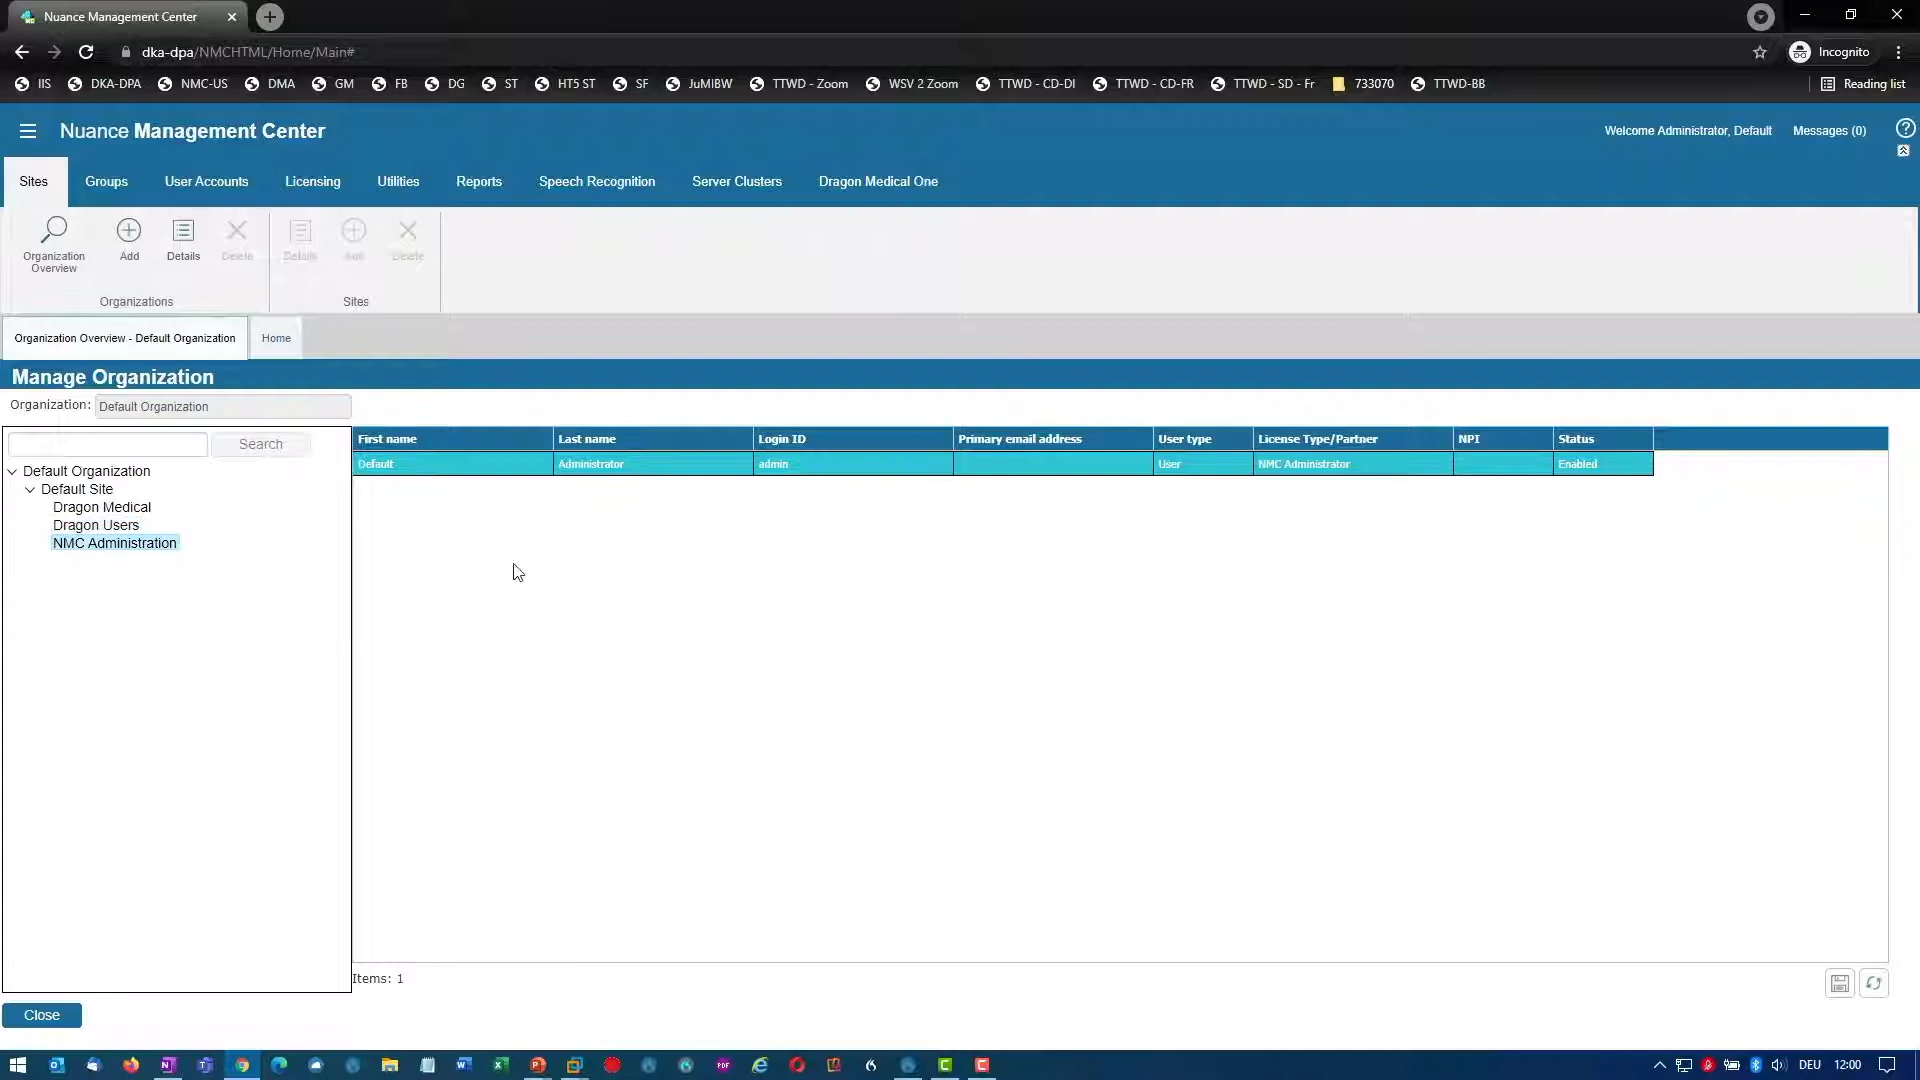 Nuance Management Center
dka-dpa/NMCHTML/Home/Main#
Incognito
IIS DKA-DPA NMC-US DMA GM FB DG ST HT5 ST SF JuMIBW TTWD - Zoom WSV 2 Zoom TTWD - CD-DI TTWD - CD-FR TTWD - SD - Fr 733070 TTWD-BB Reading list
Nuance Management Center
Welcome Administrator, Default Messages (0)
Sites Groups User Accounts Licensing Utilities Reports Speech Recognition Server Clusters Dragon Medical One
Organization Overview Add Details Delete Details Add Delete
Organizations Sites
Organization Overview - Default Organization Home
Manage Organization
Organization: Default Organization
Search
First name Last name Login ID Primary email address User type License Type/Partner NPI Status
Default Administrator admin User NMC Administrator Enabled
Default Organization
Default Site
Dragon Medical
Dragon Users
NMC Administration
Items: 1
Close
DEU 12:00